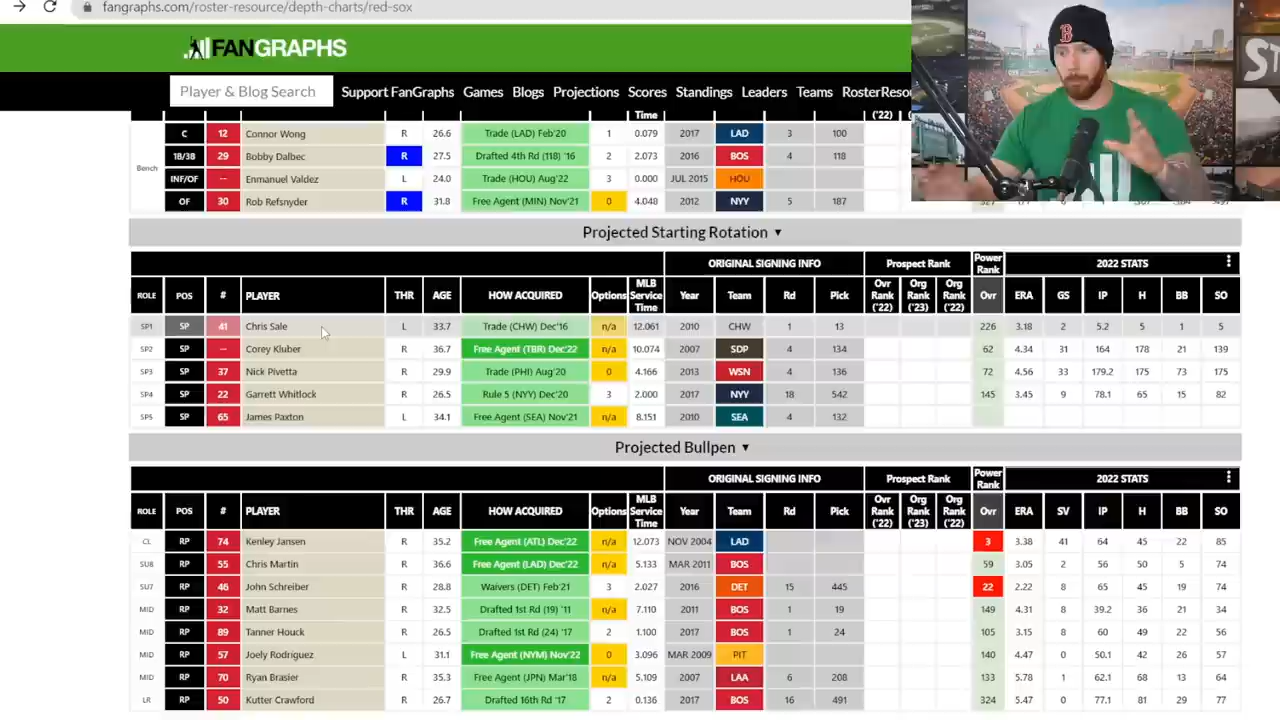 fangraphs.com/roster-resource/depth-charts/red-sox
FANGRAPHS
Player & Blog Search Support FanGraphs Games Blogs Projections Scores Standings Leaders Teams RosterResou
Time ('22)
Bench
C 12 Connor Wong R 26.6 Trade (LAD) Feb'20 1 0.079 2017 LAD 3 100
1B/3B 29 Bobby Dalbec R 27.5 Drafted 4th Rd (118) '16 2 2.073 2016 BOS 4 118
INF/OF -- Enmanuel Valdez L 24.0 Trade (HOU) Aug'22 3 0.000 JUL 2015 HOU
OF 30 Rob Refsnyder R 31.8 Free Agent (MIN) Nov'21 0 4.048 2012 NYY 5 187
Projected Starting Rotation ▼
ORIGINAL SIGNING INFO Prospect Rank Power Rank 2022 STATS
ROLE POS # PLAYER THR AGE HOW ACQUIRED Options MLB Service Time Year Team Rd Pick Ovr Rank ('22) Org Rank ('23) Org Rank ('22) Ovr ERA GS IP H BB SO
SP1 SP 41 Chris Sale L 33.7 Trade (CHW) Dec'16 n/a 12.061 2010 CHW 1 13 226 3.18 2 5.2 5 1 5
SP2 SP -- Corey Kluber R 36.7 Free Agent (TBR) Dec'22 n/a 10.074 2007 SDP 4 134 62 4.34 31 164 178 21 139
SP3 SP 37 Nick Pivetta R 29.9 Trade (PHI) Aug'20 0 4.166 2013 WSN 4 136 72 4.56 33 179.2 175 73 175
SP4 SP 22 Garrett Whitlock R 26.5 Rule 5 (NYY) Dec'20 3 2.000 2017 NYY 18 542 145 3.45 9 78.1 65 15 82
SP5 SP 65 James Paxton L 34.1 Free Agent (SEA) Nov'21 n/a 8.151 2010 SEA 4 132
Projected Bullpen ▼
ORIGINAL SIGNING INFO Prospect Rank Power Rank 2022 STATS
ROLE POS # PLAYER THR AGE HOW ACQUIRED Options MLB Service Time Year Team Rd Pick Ovr Rank ('22) Org Rank ('23) Org Rank ('22) Ovr ERA SV IP H BB SO
CL RP 74 Kenley Jansen R 35.2 Free Agent (ATL) Dec'22 n/a 12.073 NOV 2004 LAD 3 3.38 41 64 45 22 85
SU8 RP 55 Chris Martin R 36.6 Free Agent (LAD) Dec'22 n/a 5.133 MAR 2011 BOS 59 3.05 2 56 50 5 74
SU7 RP 46 John Schreiber R 28.8 Waivers (DET) Feb'21 3 2.027 2016 DET 15 445 22 2.22 8 65 45 19 74
MID RP 32 Matt Barnes R 32.5 Drafted 1st Rd (19) '11 n/a 7.110 2011 BOS 1 19 149 4.31 8 39.2 36 21 34
MID RP 89 Tanner Houck R 26.5 Drafted 1st Rd (24) '17 2 1.100 2017 BOS 1 24 105 3.15 8 60 49 22 56
MID RP 57 Joely Rodriguez L 31.1 Free Agent (NYM) Nov'22 0 3.096 MAR 2009 PIT 140 4.47 0 50.1 42 26 57
MID RP 70 Ryan Brasier R 35.3 Free Agent (JPN) Mar'18 n/a 5.109 2007 LAA 6 208 133 5.78 1 62.1 68 13 64
LR RP 50 Kutter Crawford R 26.7 Drafted 16th Rd '17 2 0.136 2017 BOS 16 491 324 5.47 0 77.1 81 29 77